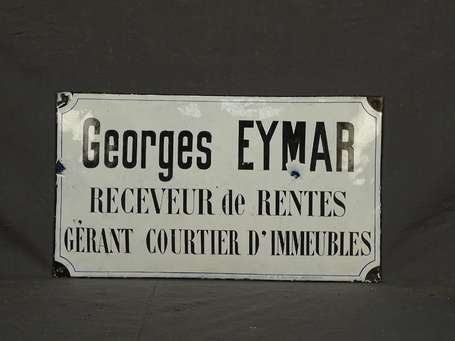 Georges EYMAR
RECEVEUR de RENTES
GÉRANT COURTIER D'IMMEUBLES